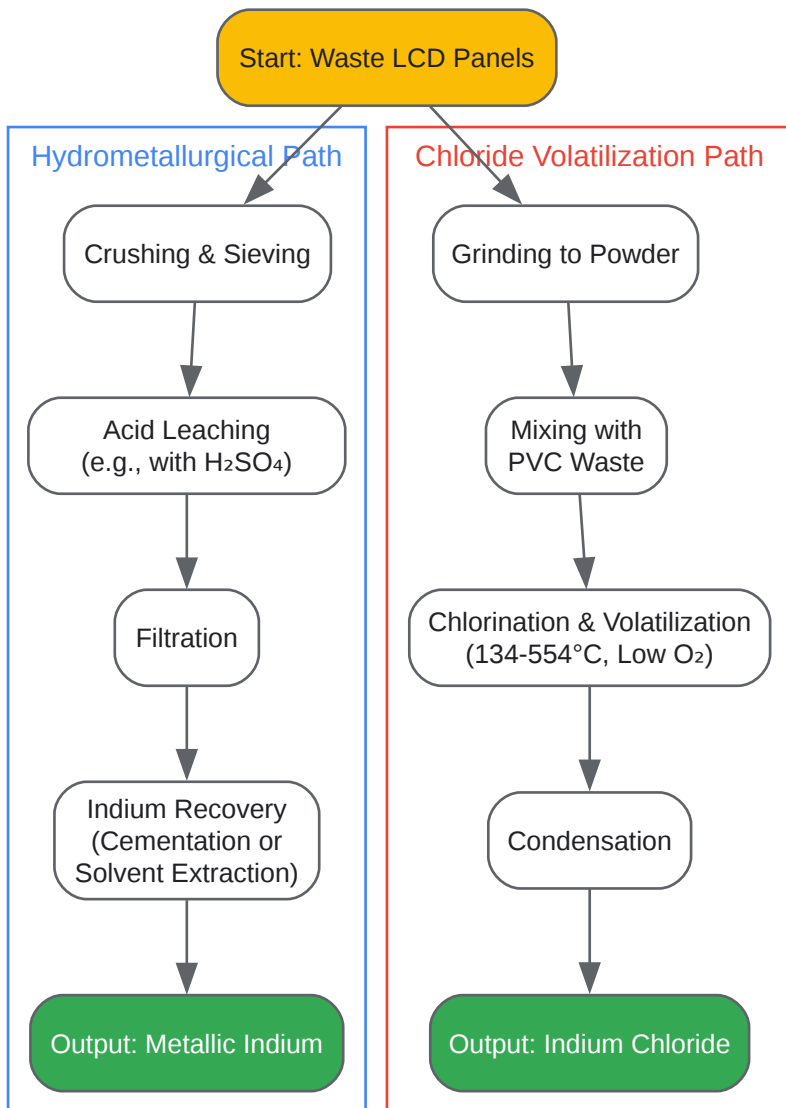 Start: Waste LCD Panels
Hydrometallurgical Path
Crushing & Sieving
Acid Leaching
(e.g., with H₂SO₄)
Filtration
Indium Recovery
(Cementation or
Solvent Extraction)
Output: Metallic Indium
Chloride Volatilization Path
Grinding to Powder
Mixing with
PVC Waste
Chlorination & Volatilization
(134-554°C, Low O₂)
Condensation
Output: Indium Chloride